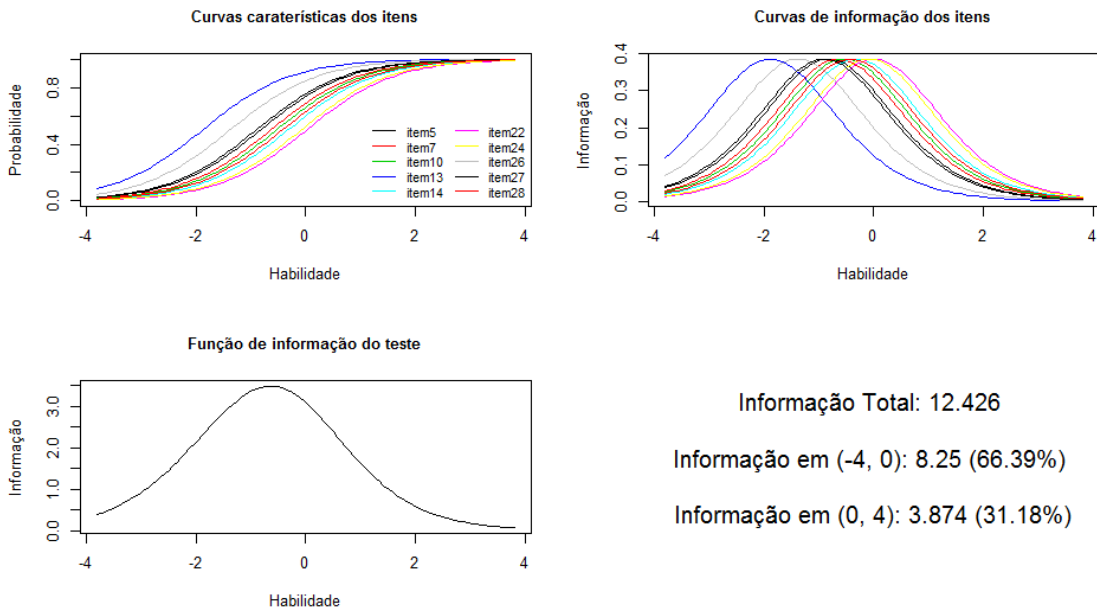 Curvas caraterísticas dos itens
Probabilidade
0.0 0.4 0.8
item5 item22
item7 item24
item10 item26
item13 item27
item14 item28
-4 -2 0 2 4
Habilidade
Curvas de informação dos itens
Informação
0.0 0.1 0.2 0.3 0.4
-4 -2 0 2 4
Habilidade
Função de informação do teste
Informação
0.0 1.0 2.0 3.0
-4 -2 0 2 4
Habilidade
Informação Total: 12.426
Informação em (-4, 0): 8.25 (66.39%)
Informação em (0, 4): 3.874 (31.18%)